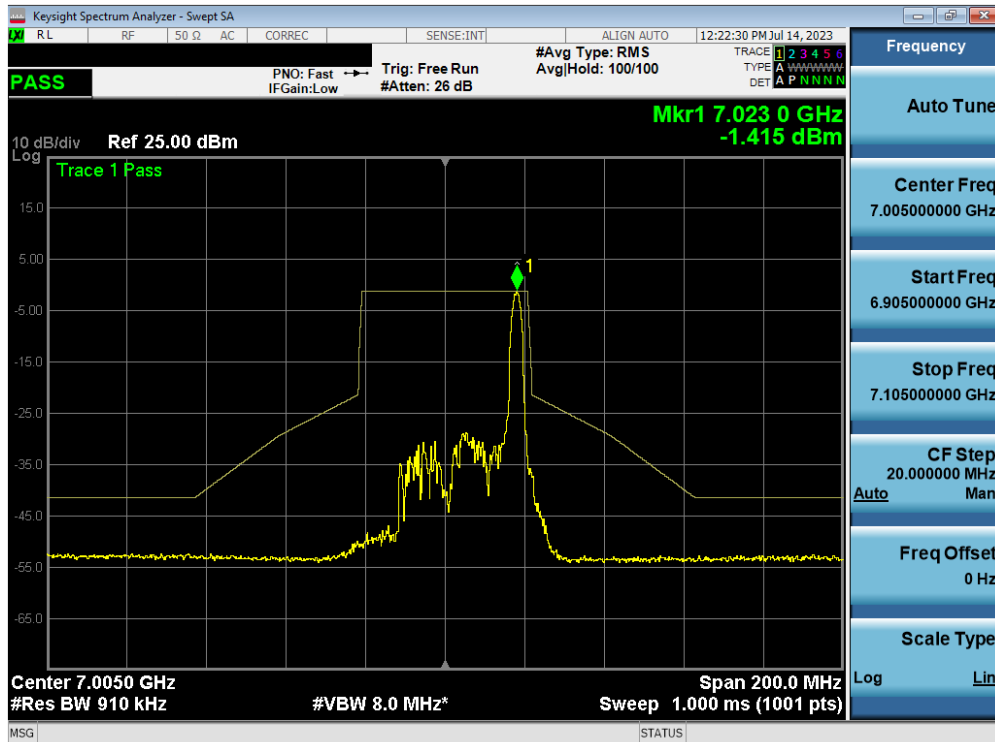 Keysight Spectrum Analyzer - Swept SA
LXI RL RF 50 Ω AC CORREC SENSE:INT ALIGN AUTO 12:22:30 PM Jul 14, 2023
PASS
PNO: Fast
IFGain:Low
Trig: Free Run
#Atten: 26 dB
#Avg Type: RMS
Avg|Hold: 100/100
TRACE 1 2 3 4 5 6
TYPE A WWWWW
DET A P N N N N
Mkr1 7.023 0 GHz
-1.415 dBm
10 dB/div
Log
Ref 25.00 dBm
Trace 1 Pass
15.0
5.00
-5.00
-15.0
-25.0
-35.0
-45.0
-55.0
-65.0
1
Center 7.0050 GHz
#Res BW 910 kHz
#VBW 8.0 MHz*
Span 200.0 MHz
Sweep 1.000 ms (1001 pts)
MSG
STATUS
Frequency
Auto Tune
Center Freq
7.005000000 GHz
Start Freq
6.905000000 GHz
Stop Freq
7.105000000 GHz
CF Step
20.000000 MHz
Auto Man
Freq Offset
0 Hz
Scale Type
Log Lin